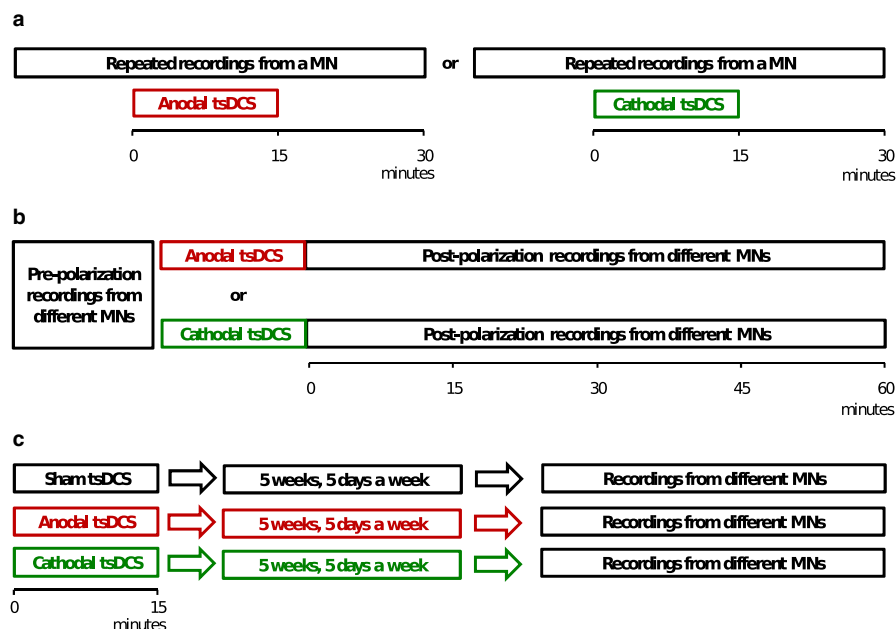 a
Repeated recordings from a MN
or
Repeated recordings from a MN
Anodal tsDCS
Cathodal tsDCS
0 15 30
minutes
0 15 30
minutes
b
Pre-polarization
recordings from
different MNs
Anodal tsDCS
Post-polarization recordings from different MNs
or
Cathodal tsDCS
Post-polarization recordings from different MNs
0 15 30 45 60
minutes
c
Sham tsDCS
5 weeks, 5 days a week
Recordings from different MNs
Anodal tsDCS
5 weeks, 5 days a week
Recordings from different MNs
Cathodal tsDCS
5 weeks, 5 days a week
Recordings from different MNs
0 15
minutes